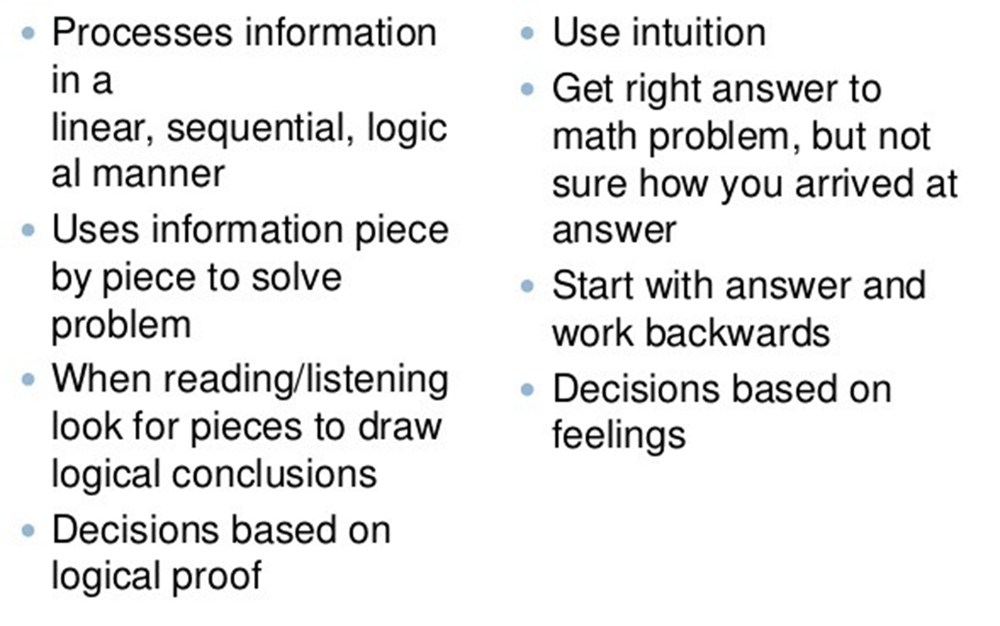 • Processes information
in a
linear, sequential, logic
al manner
• Uses information piece
by piece to solve
problem
• When reading/listening
look for pieces to draw
logical conclusions
• Decisions based on
logical proof
• Use intuition
• Get right answer to
math problem, but not
sure how you arrived at
answer
• Start with answer and
work backwards
• Decisions based on
feelings